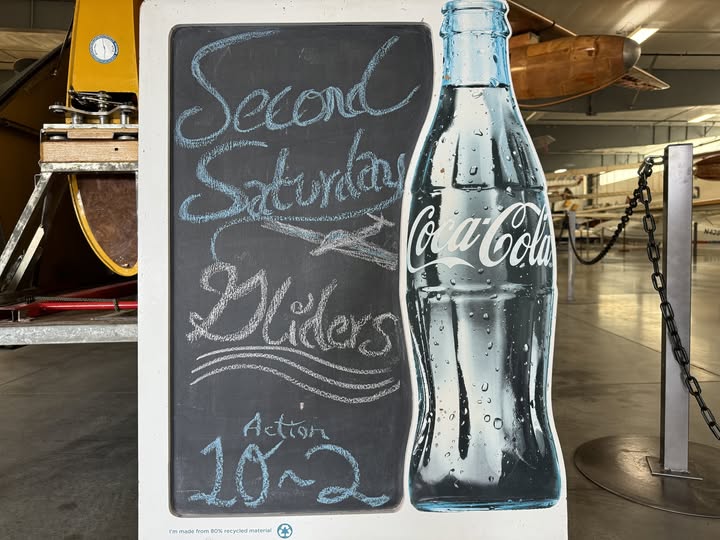 Second
Saturday
Gliders
Action
10~2
Coca-Cola
I'm made from 80% recycled material